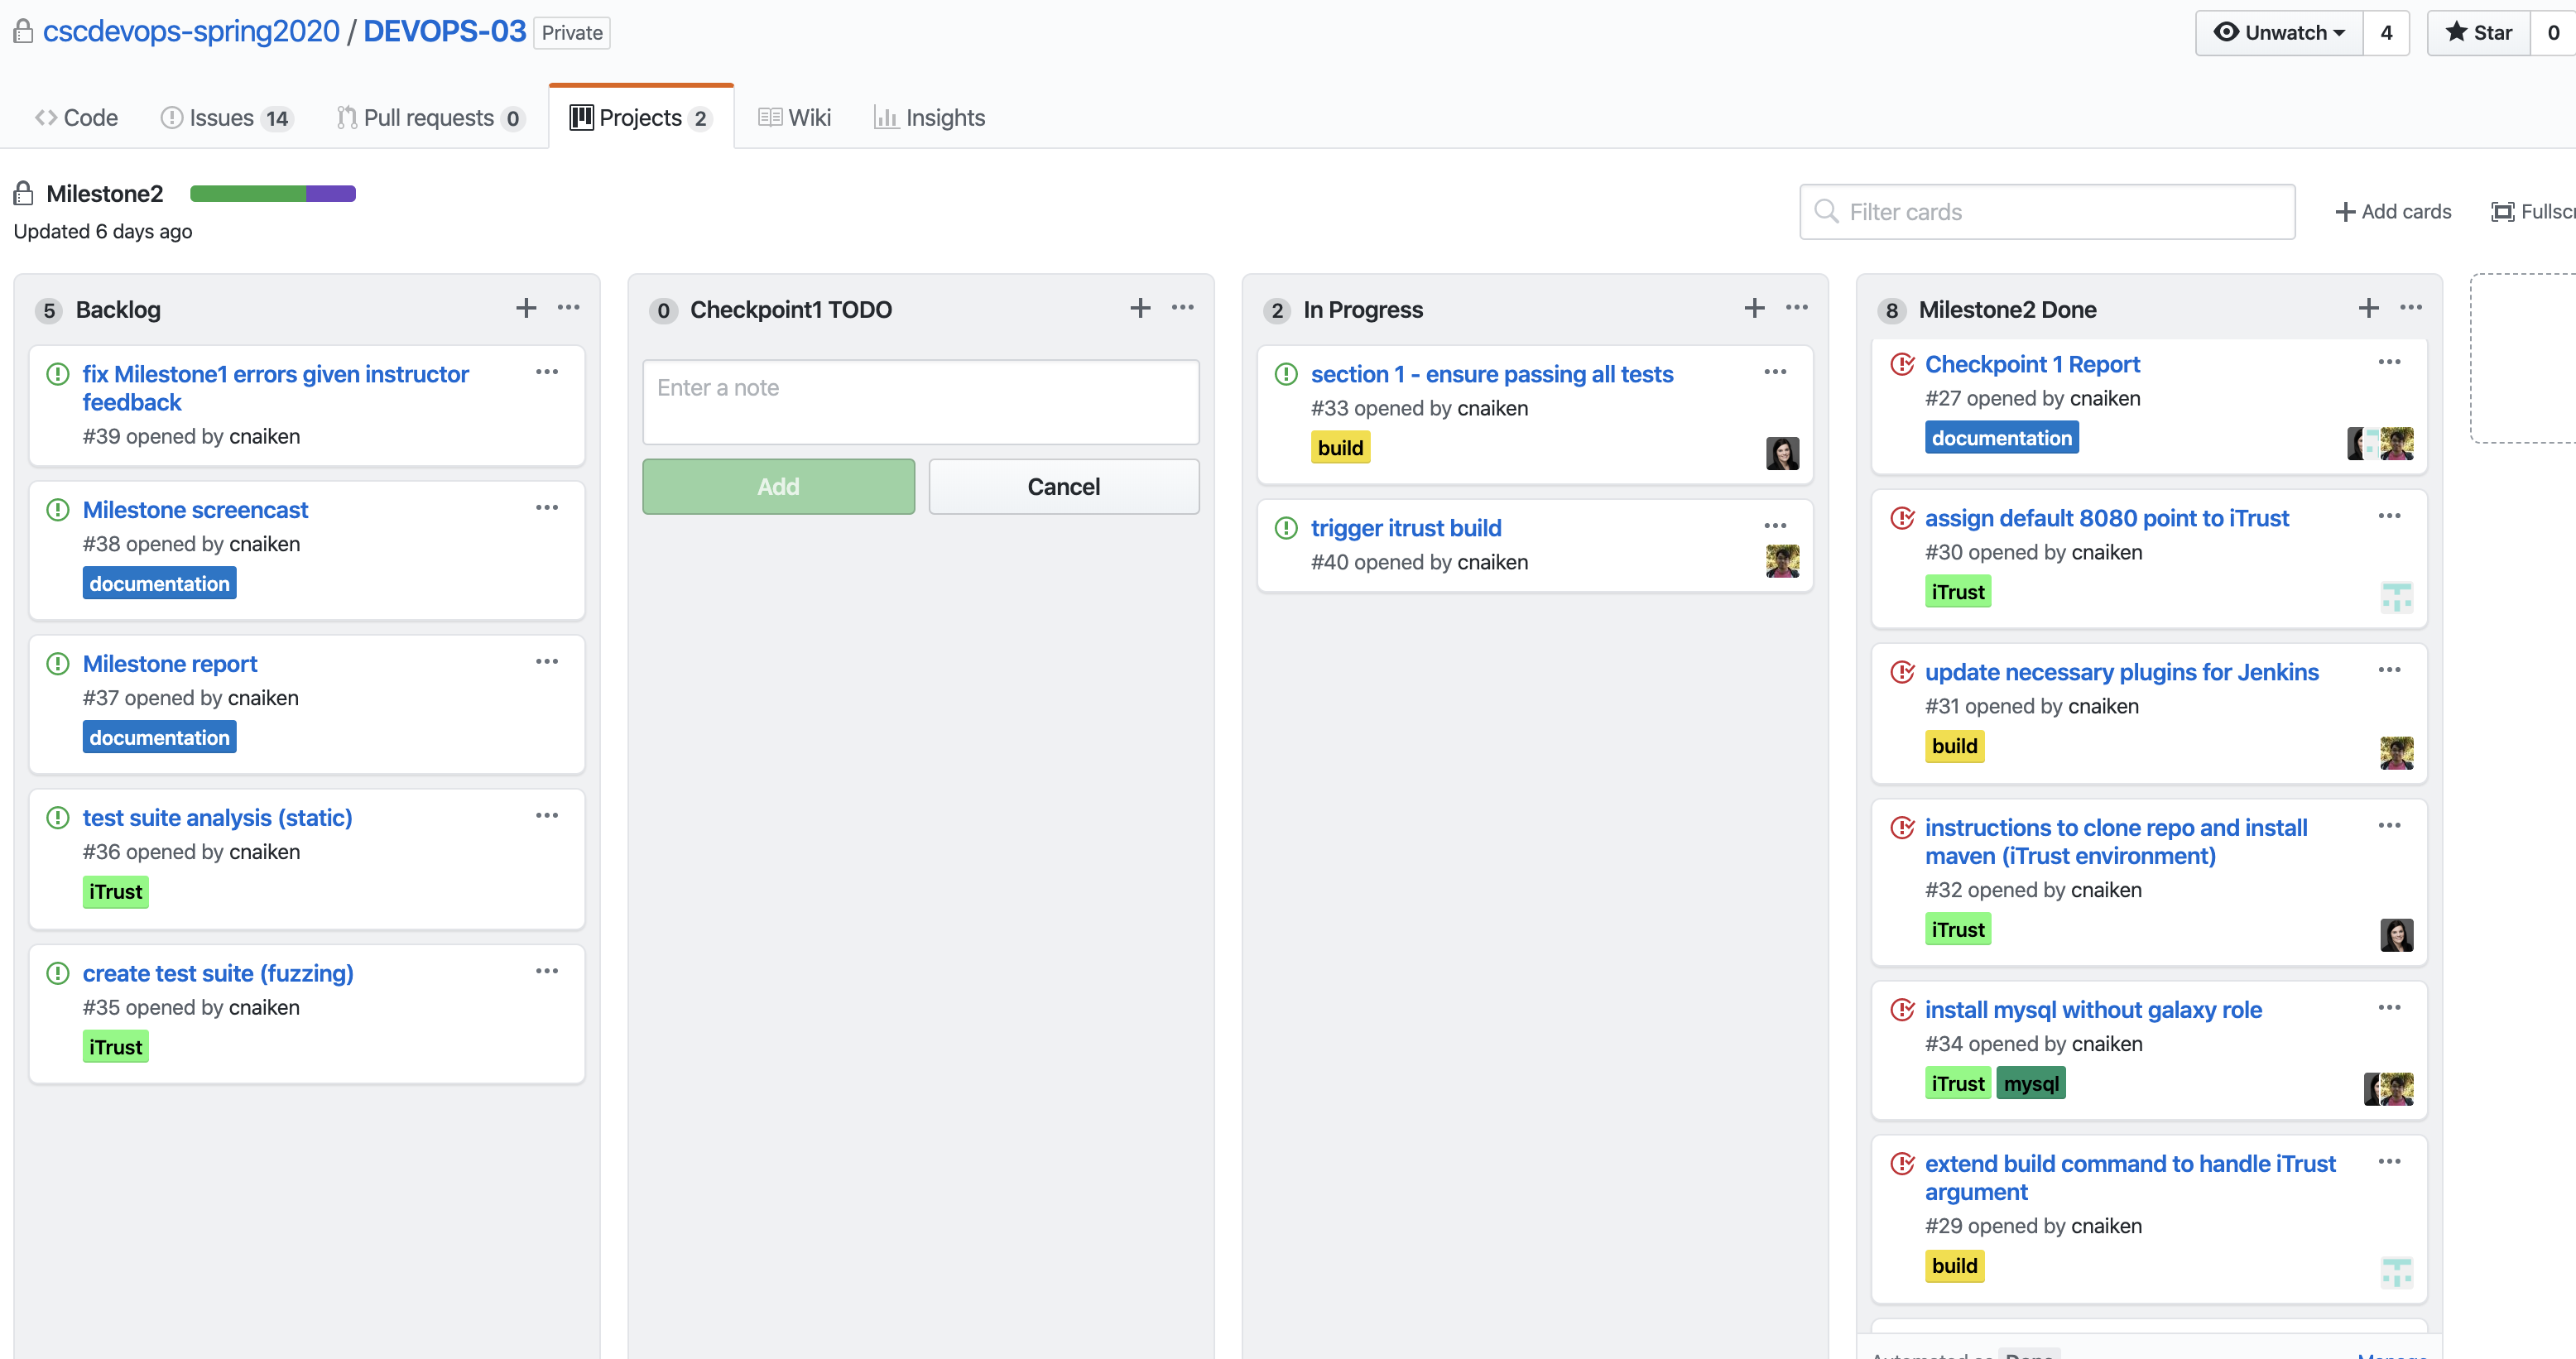 cscdevops-spring2020 / DEVOPS-03 Private
Unwatch 4 Star 0
Code Issues 14 Pull requests 0 Projects 2 Wiki Insights
Milestone2
Updated 6 days ago
Filter cards
Add cards
5 Backlog
fix Milestone1 errors given instructor
feedback
#39 opened by cnaiken
Milestone screencast
#38 opened by cnaiken
documentation
Milestone report
#37 opened by cnaiken
documentation
test suite analysis (static)
#36 opened by cnaiken
iTrust
create test suite (fuzzing)
#35 opened by cnaiken
iTrust
0 Checkpoint1 TODO
Enter a note
Add Cancel
2 In Progress
section 1 - ensure passing all tests
#33 opened by cnaiken
build
trigger itrust build
#40 opened by cnaiken
8 Milestone2 Done
Checkpoint 1 Report
#27 opened by cnaiken
documentation
assign default 8080 point to iTrust
#30 opened by cnaiken
iTrust
update necessary plugins for Jenkins
#31 opened by cnaiken
build
instructions to clone repo and install
maven (iTrust environment)
#32 opened by cnaiken
iTrust
install mysql without galaxy role
#34 opened by cnaiken
iTrust mysql
extend build command to handle iTrust
argument
#29 opened by cnaiken
build